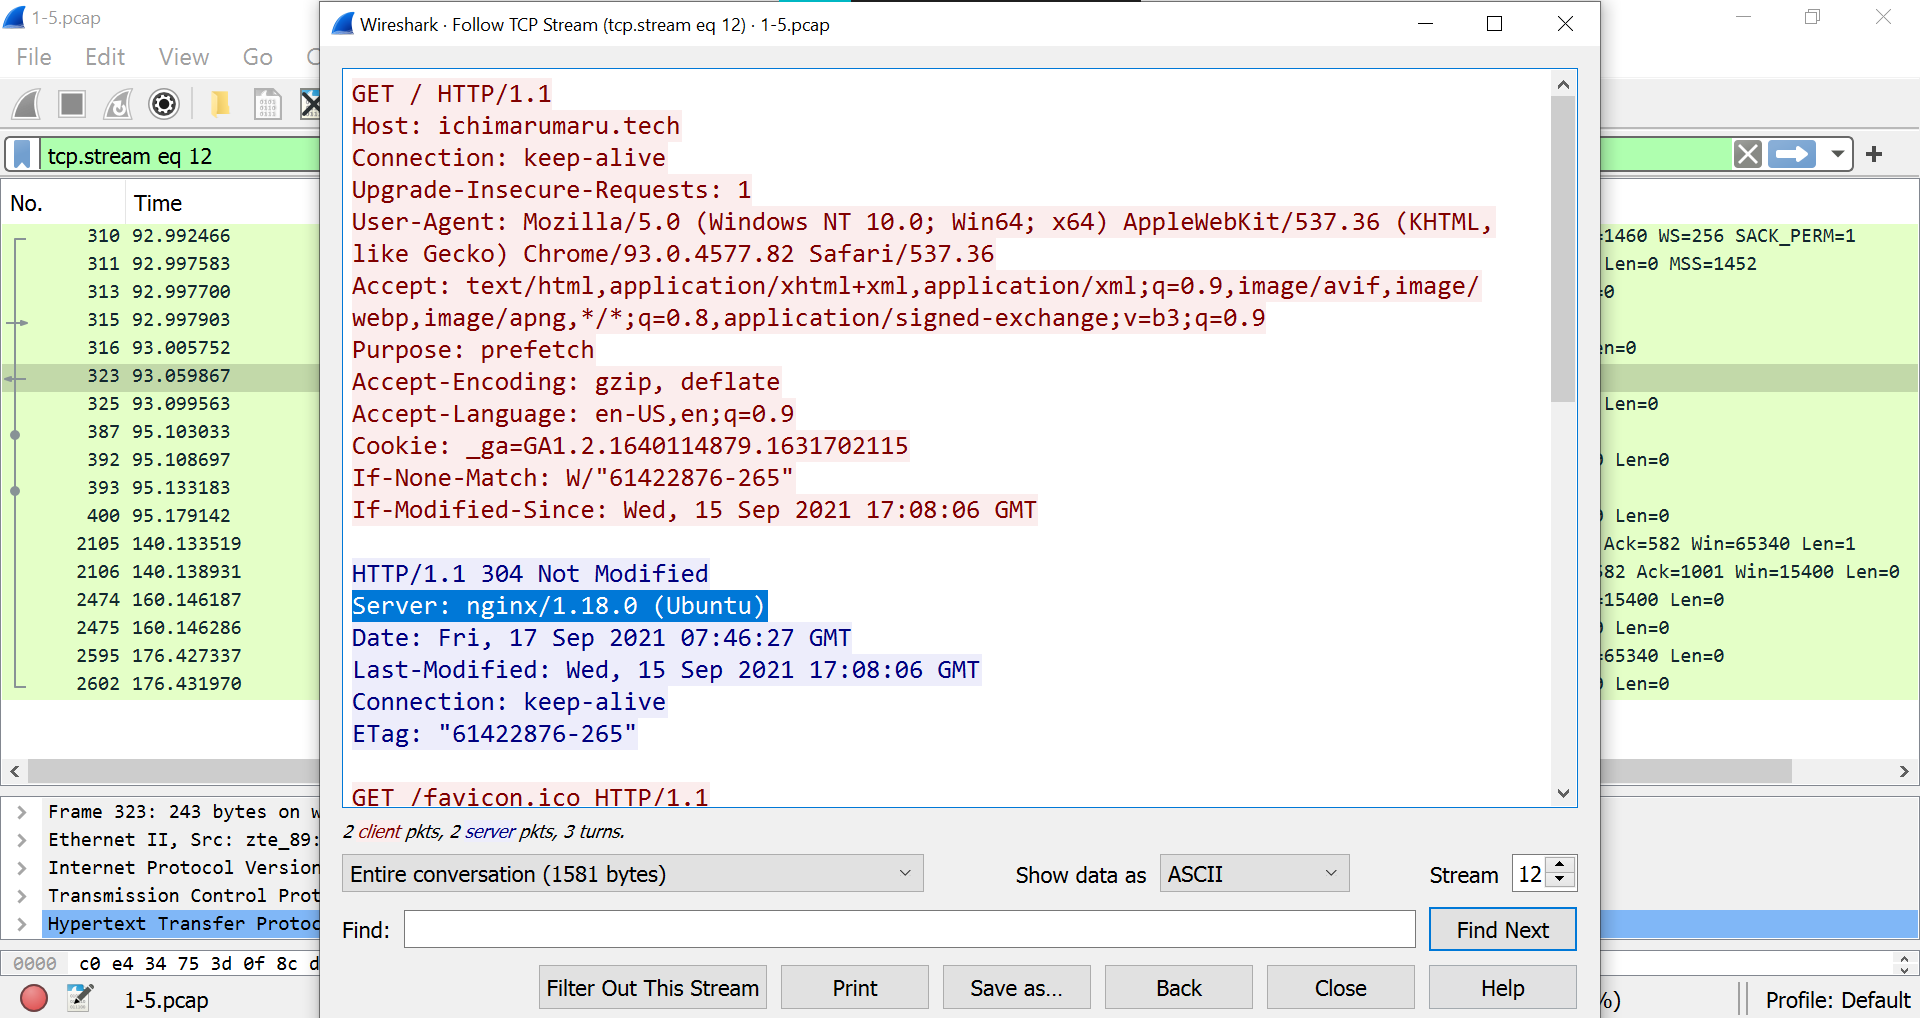 1-5.pcap
File Edit View Go
tcp.stream eq 12
No. Time
310 92.992466
311 92.997583
313 92.997700
315 92.997903
316 93.005752
323 93.059867
325 93.099563
387 95.103033
392 95.108697
393 95.133183
400 95.179142
2105 140.133519
2106 140.138931
2474 160.146187
2475 160.146286
2595 176.427337
2602 176.431970
Frame 323: 243 bytes on w
Ethernet II, Src: zte_89:
Internet Protocol Version
Transmission Control Prot
Hypertext Transfer Protoc
0000 c0 e4 34 75 3d 0f 8c d
1-5.pcap
Wireshark · Follow TCP Stream (tcp.stream eq 12) · 1-5.pcap
GET / HTTP/1.1
Host: ichimarumaru.tech
Connection: keep-alive
Upgrade-Insecure-Requests: 1
User-Agent: Mozilla/5.0 (Windows NT 10.0; Win64; x64) AppleWebKit/537.36 (KHTML,
like Gecko) Chrome/93.0.4577.82 Safari/537.36
Accept: text/html,application/xhtml+xml,application/xml;q=0.9,image/avif,image/
webp,image/apng,*/*;q=0.8,application/signed-exchange;v=b3;q=0.9
Purpose: prefetch
Accept-Encoding: gzip, deflate
Accept-Language: en-US,en;q=0.9
Cookie: _ga=GA1.2.1640114879.1631702115
If-None-Match: W/"61422876-265"
If-Modified-Since: Wed, 15 Sep 2021 17:08:06 GMT
HTTP/1.1 304 Not Modified
Server: nginx/1.18.0 (Ubuntu)
Date: Fri, 17 Sep 2021 07:46:27 GMT
Last-Modified: Wed, 15 Sep 2021 17:08:06 GMT
Connection: keep-alive
ETag: "61422876-265"
GET /favicon.ico HTTP/1.1
2 client pkts, 2 server pkts, 3 turns.
Entire conversation (1581 bytes) Show data as ASCII Stream 12
Find: Find Next
Filter Out This Stream Print Save as… Back Close Help
=1460 WS=256 SACK_PERM=1
Len=0 MSS=1452
=0
en=0
Len=0
Len=0
Len=0
Ack=582 Win=65340 Len=1
582 Ack=1001 Win=15400 Len=0
=15400 Len=0
Len=0
=65340 Len=0
Len=0
%) Profile: Default